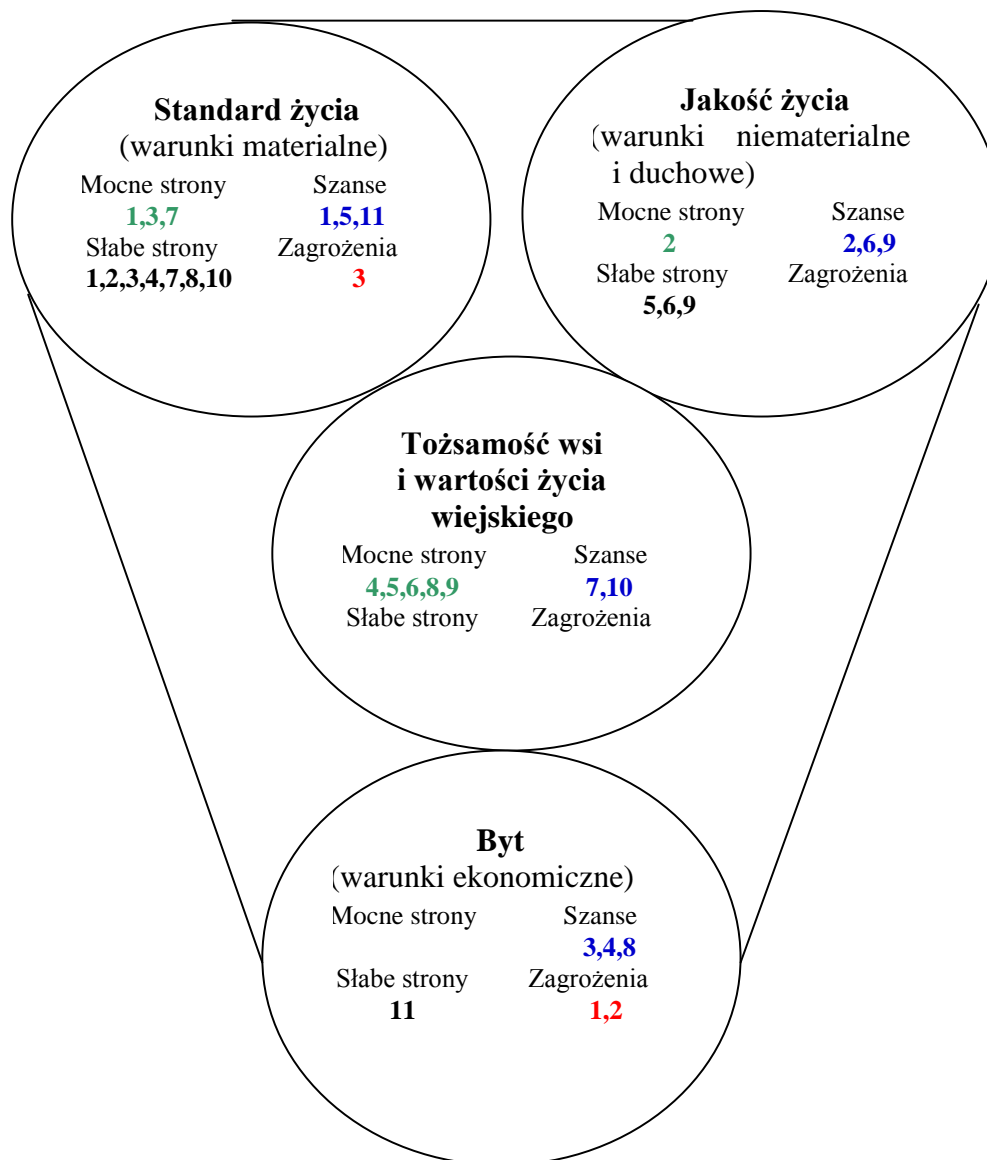 Standard życia
(warunki materialne)
Mocne strony Szanse
1,3,7 1,5,11
Słabe strony Zagrożenia
1,2,3,4,7,8,10 3
Jakość życia
(warunki niematerialne
i duchowe)
Mocne strony Szanse
2 2,6,9
Słabe strony Zagrożenia
5,6,9
Tożsamość wsi
i wartości życia
wiejskiego
Mocne strony Szanse
4,5,6,8,9 7,10
Słabe strony Zagrożenia
Byt
(warunki ekonomiczne)
Mocne strony Szanse
3,4,8
Słabe strony Zagrożenia
11 1,2